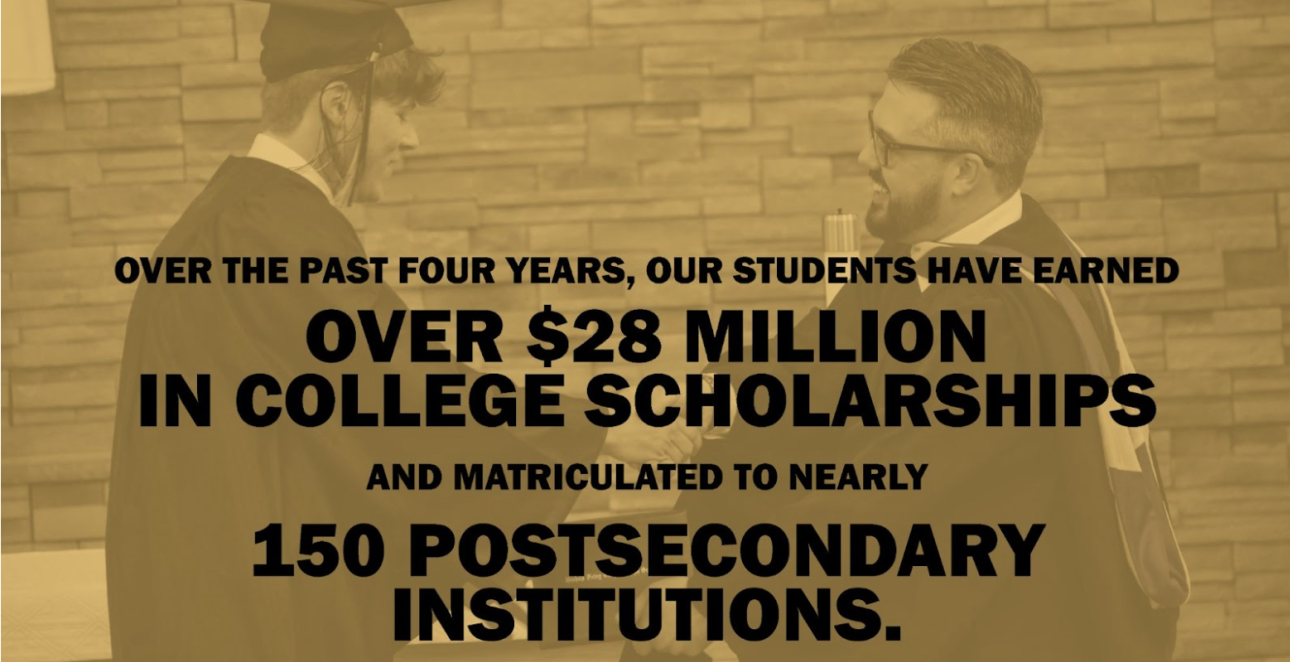 OVER THE PAST FOUR YEARS, OUR STUDENTS HAVE EARNED
OVER $28 MILLION
IN COLLEGE SCHOLARSHIPS
AND MATRICULATED TO NEARLY
150 POSTSECONDARY
INSTITUTIONS.